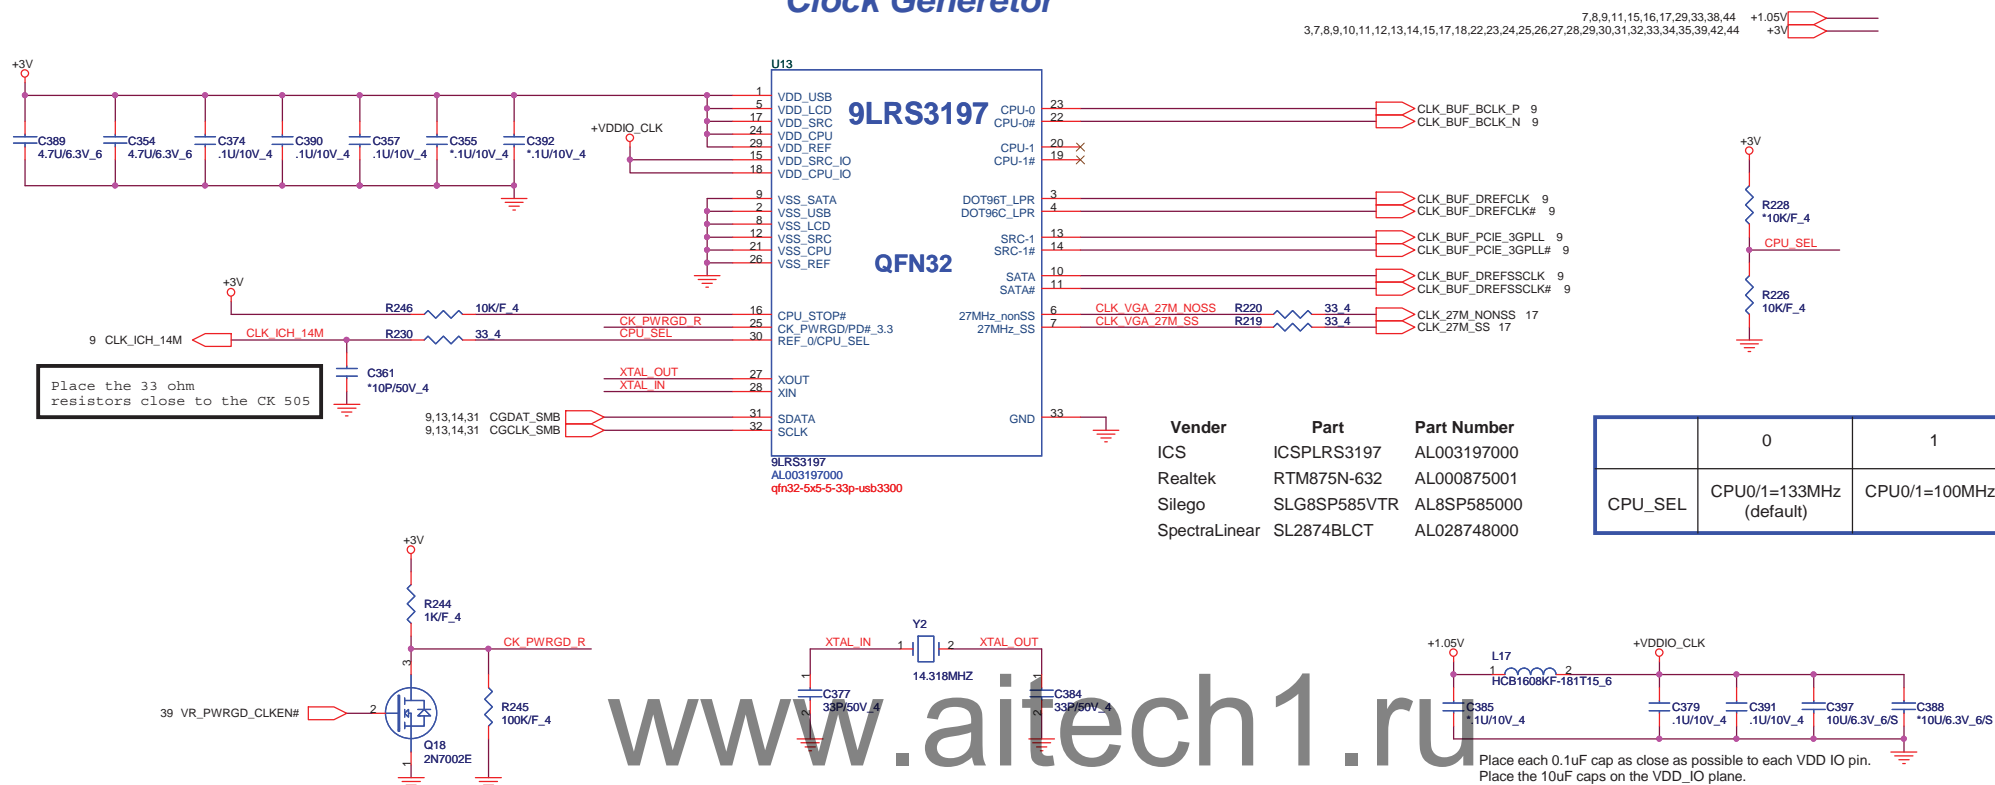 Clock Generetor
7,8,9,11,15,16,17,29,33,38,44 +1.05V
3,7,8,9,10,11,12,13,14,15,17,18,22,23,24,25,26,27,28,29,30,31,32,33,34,35,39,42,44 +3V
+3V
C389 4.7U/6.3V_6
C354 4.7U/6.3V_6
C374 .1U/10V_4
C390 .1U/10V_4
C357 .1U/10V_4
C355 *.1U/10V_4
C392 *.1U/10V_4
+VDDIO_CLK
U13
9LRS3197
QFN32
1 VDD_USB
5 VDD_LCD
17 VDD_SRC
24 VDD_CPU
29 VDD_REF
15 VDD_SRC_IO
18 VDD_CPU_IO
9 VSS_SATA
2 VSS_USB
8 VSS_LCD
12 VSS_SRC
21 VSS_CPU
26 VSS_REF
16 CPU_STOP#
25 CK_PWRGD/PD#_3.3
30 REF_0/CPU_SEL
27 XOUT
28 XIN
31 SDATA
32 SCLK
CPU-0 23 CLK_BUF_BCLK_P 9
CPU-0# 22 CLK_BUF_BCLK_N 9
CPU-1 20
CPU-1# 19
DOT96T_LPR 3 CLK_BUF_DREFCLK 9
DOT96C_LPR 4 CLK_BUF_DREFCLK# 9
SRC-1 13 CLK_BUF_PCIE_3GPLL 9
SRC-1# 14 CLK_BUF_PCIE_3GPLL# 9
SATA 10 CLK_BUF_DREFSSCLK 9
SATA# 11 CLK_BUF_DREFSSCLK# 9
27MHz_nonSS 6 CLK_VGA_27M_NOSS R220 33_4 CLK_27M_NONSS 17
27MHz_SS 7 CLK_VGA_27M_SS R219 33_4 CLK_27M_SS 17
GND 33
9LRS3197
AL003197000
qfn32-5x5-5-33p-usb3300
+3V
R246 10K/F_4
CK_PWRGD_R
9 CLK_ICH_14M CLK_ICH_14M R230 33_4 CPU_SEL
C361
*10P/50V_4
Place the 33 ohm
resistors close to the CK 505
XTAL_OUT
XTAL_IN
9,13,14,31 CGDAT_SMB
9,13,14,31 CGCLK_SMB
+3V
R228
*10K/F_4
CPU_SEL
R226
10K/F_4
Vender Part Part Number
ICS ICSPLRS3197 AL003197000
Realtek RTM875N-632 AL000875001
Silego SLG8SP585VTR AL8SP585000
SpectraLinear SL2874BLCT AL028748000
0 1
CPU_SEL CPU0/1=133MHz (default) CPU0/1=100MHz
+3V
R244
1K/F_4
CK_PWRGD_R
3
39 VR_PWRGD_CLKEN# 2
R245
100K/F_4
Q18
2N7002E
1
XTAL_IN 1 Y2 2 XTAL_OUT
14.318MHZ
1 C377 33P/50V_4 2
1 C384 33P/50V_4 2
+1.05V
L17
1 2
HCB1608KF-181T15_6
+VDDIO_CLK
C385 *.1U/10V_4
C379 .1U/10V_4
C391 .1U/10V_4
C397 10U/6.3V_6/S
C388 *10U/6.3V_6/S
Place each 0.1uF cap as close as possible to each VDD IO pin.
Place the 10uF caps on the VDD_IO plane.
www.aitech1.ru